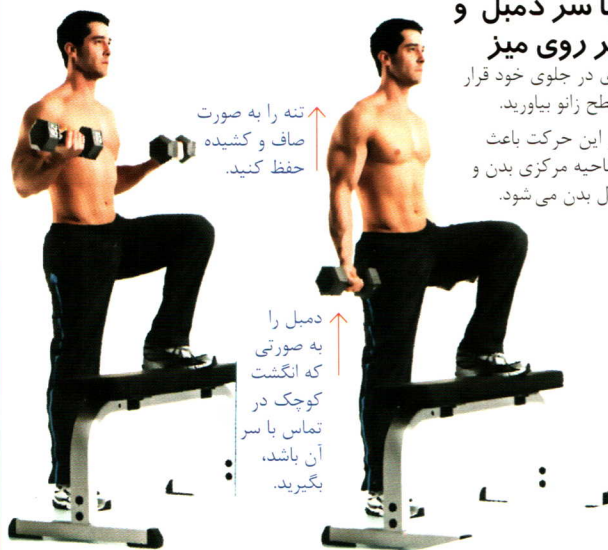 سر دمبل و
روی میز
در جلوی خود قرار
زانو بیاورید.
این حرکت باعث
مرکزی بدن و
بدن می‌شود.
تنه را به صورت
صاف و کشیده
حفظ کنید.
دمبل را
به صورتی
که انگشت
کوچک در
تماس با سر
آن باشد،
بگیرید.